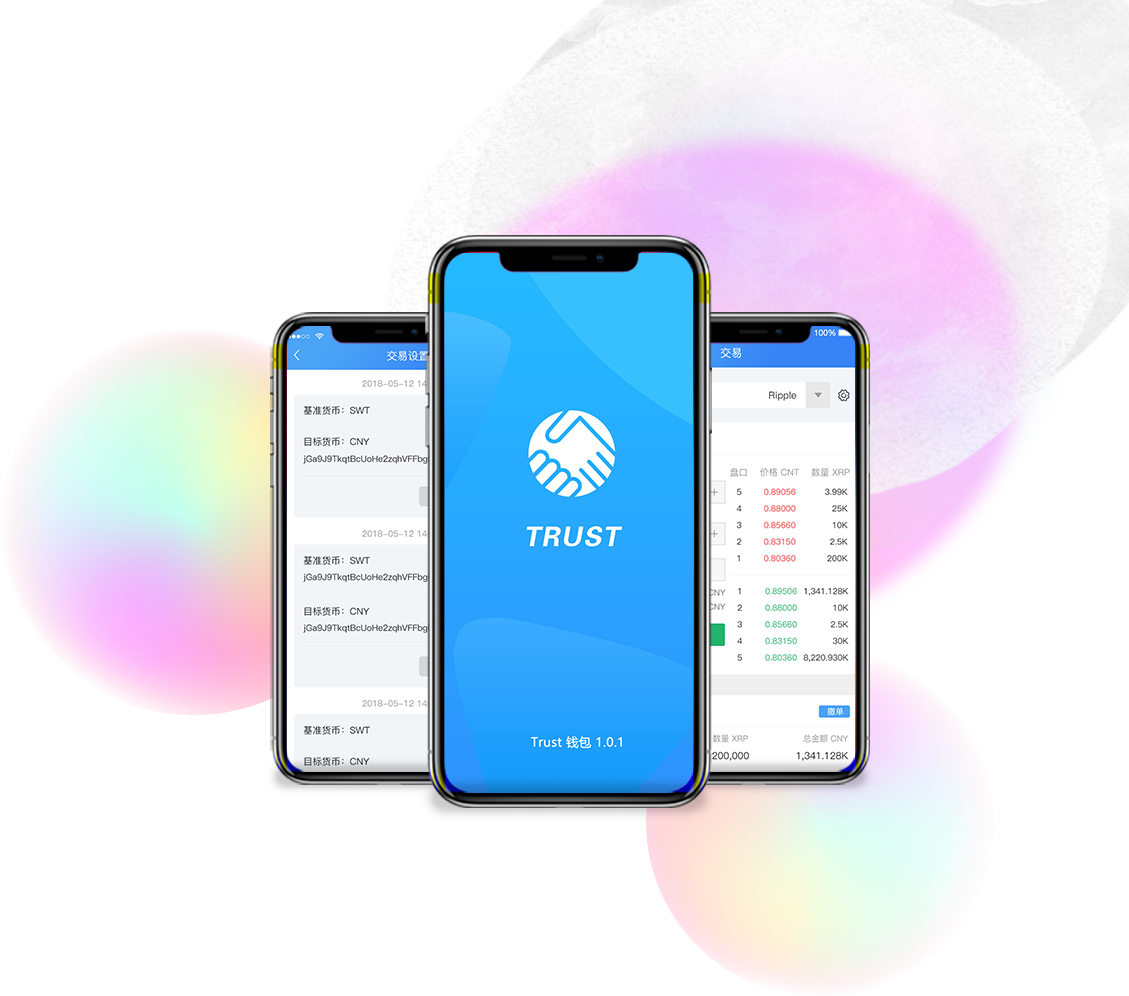 交易设置
2018-05-12 14
基准货币：SWT
目标货币：CNY
jGa9J9TkqtBcUoHe2zqhVFFbg
2018-05-12 14
基准货币：SWT
jGa9J9TkqtBcUoHe2zqhVFFbg
目标货币：CNY
jGa9J9TkqtBcUoHe2zqhVFFbg
2018-05-12 14
基准货币：SWT
目标货币：CNY
TRUST
Trust 钱包 1.0.1
100%
交易
Ripple
盘口 价格 CNT 数量 XRP
5 0.89056 3.99K
4 0.88000 25K
3 0.85660 10K
2 0.83150 2.5K
1 0.80360 200K
CNY 1 0.89506 1,341.128K
CNY 2 0.88000 10K
3 0.85660 2.5K
4 0.83150 30K
5 0.80360 8,220.930K
撤单
数量 XRP 总金额 CNY
200,000 1,341.128K